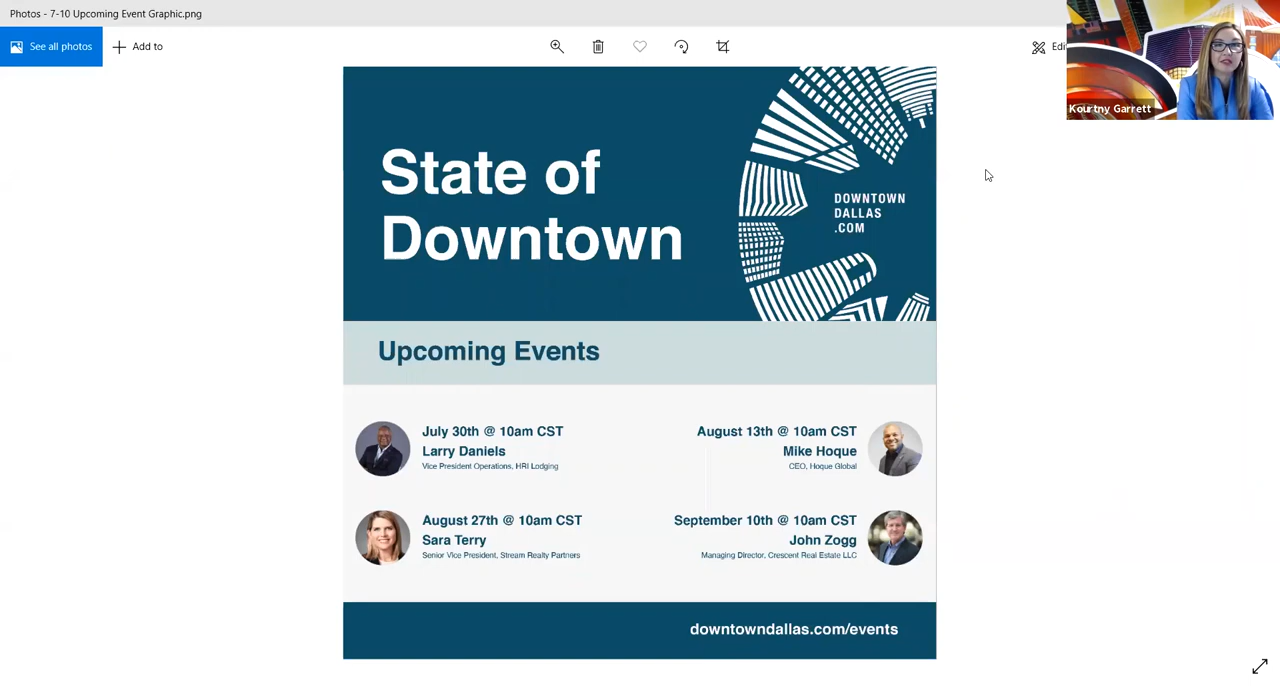 Photos - 7-10 Upcoming Event Graphic.png
See all photos
Add to
Edi
Kourtny Garrett
State of
Downtown
DOWNTOWN
DALLAS
.COM
Upcoming Events
July 30th @ 10am CST
Larry Daniels
Vice President Operations, HRI Lodging
August 13th @ 10am CST
Mike Hoque
CEO, Hoque Global
August 27th @ 10am CST
Sara Terry
Senior Vice President, Stream Realty Partners
September 10th @ 10am CST
John Zogg
Managing Director, Crescent Real Estate LLC
downtowndallas.com/events